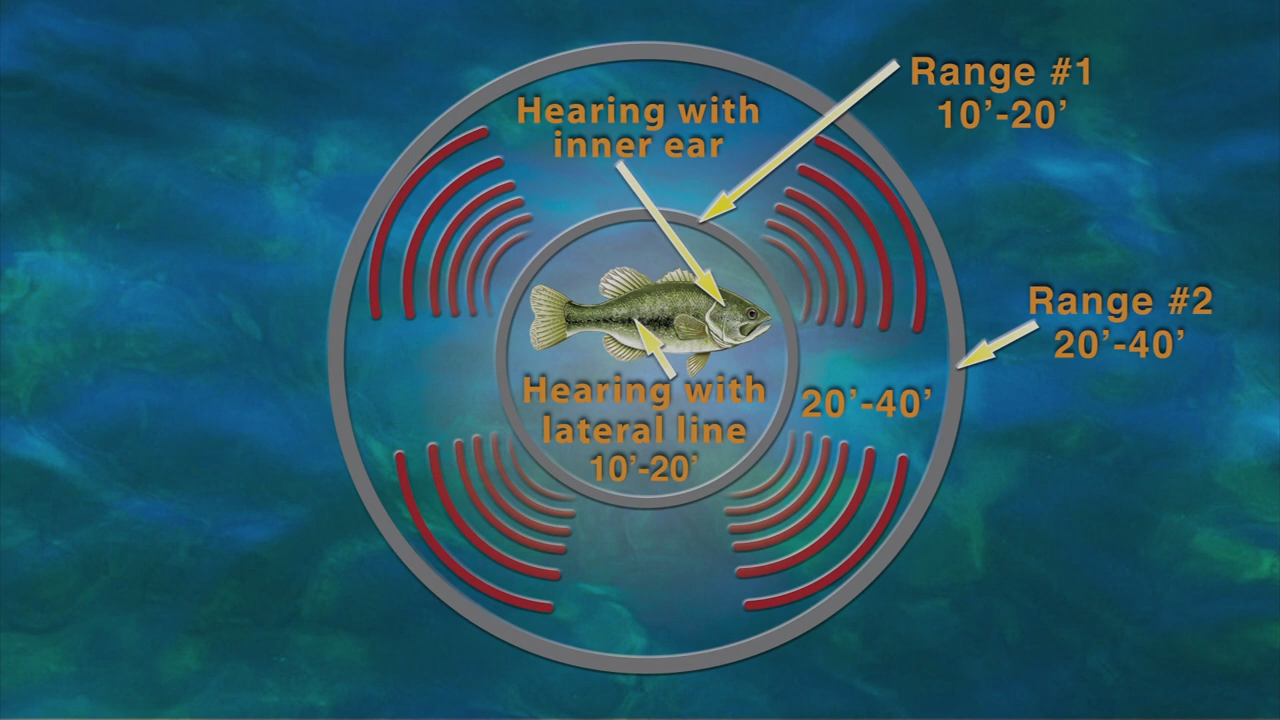 Range #1
10’-20’
Hearing with
inner ear
Range #2
20’-40’
Hearing with
lateral line
10’-20’
20’-40’